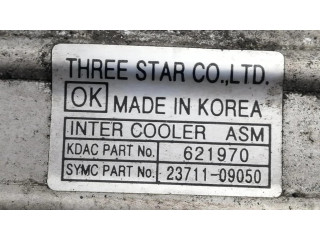 THREE STAR CO.,LTD.
OK MADE IN KOREA
INTER COOLER ASM
KDAC PART No. 621970
SYMC PART No. 23711-09050